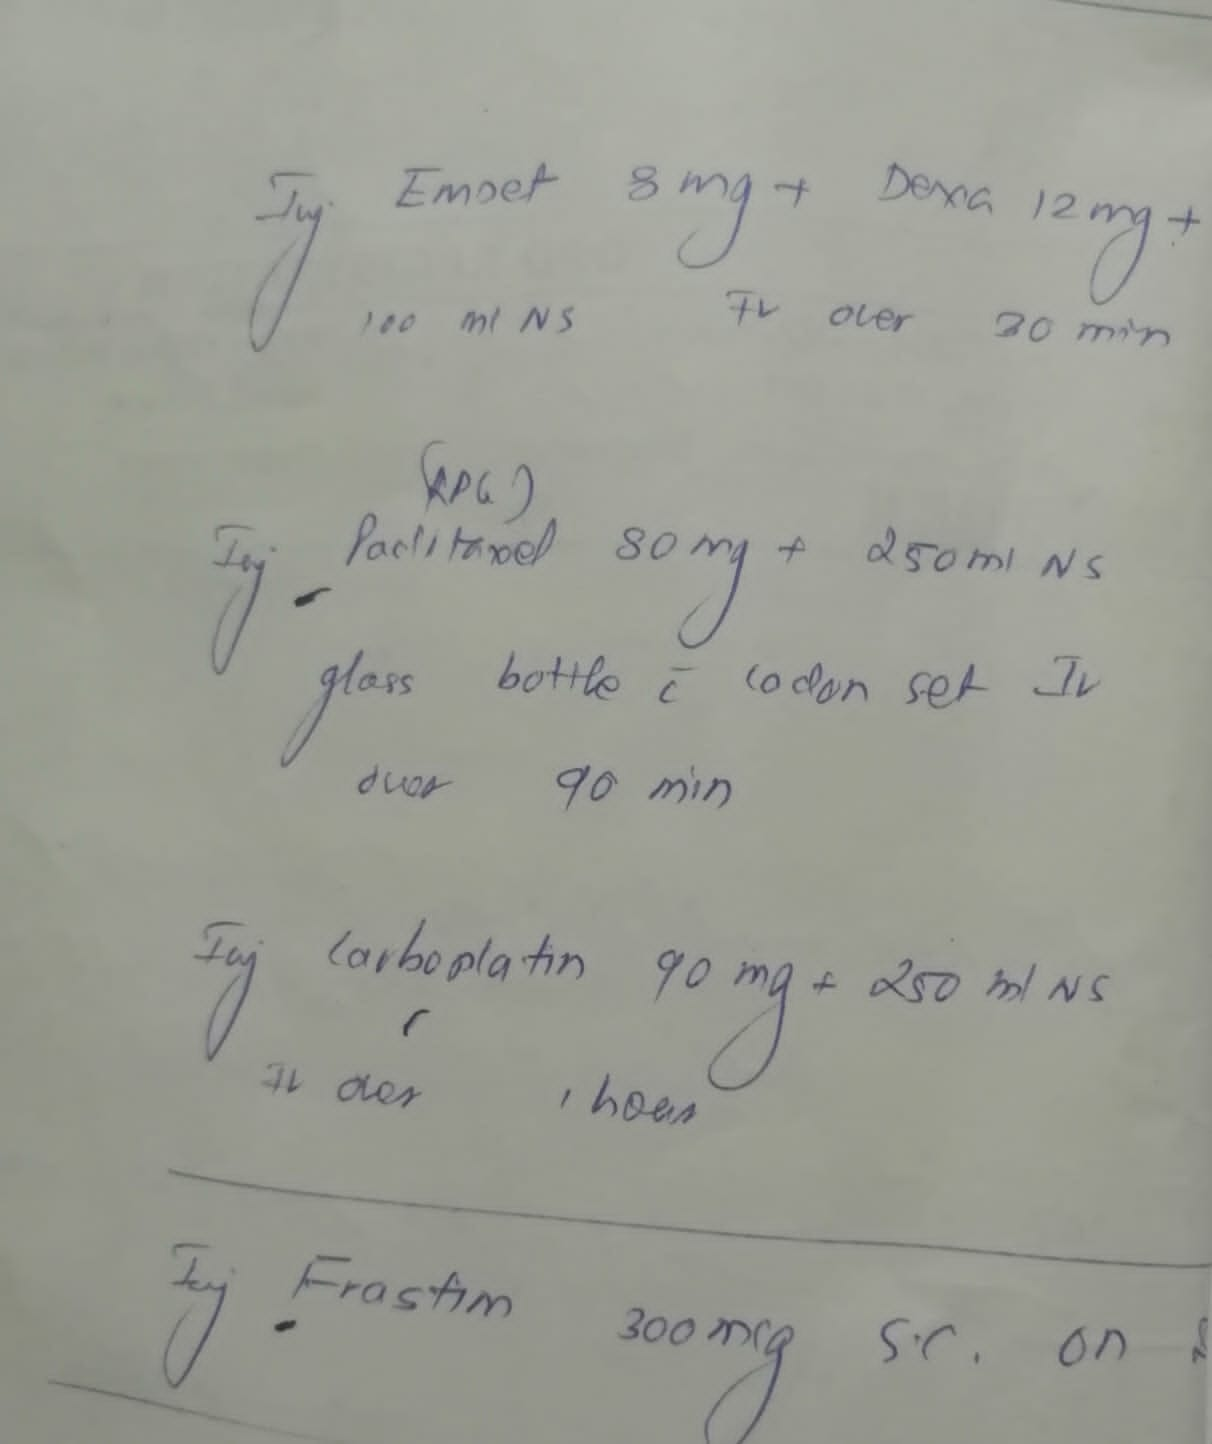 Inj Emset 8 mg + Dexa 12 mg +
100 ml NS IV over 30 min
Inj Paclitaxel 80 mg + 250 ml NS
glass bottle c̄ codon set IV
over 90 min
Inj Carboplatin 90 mg + 250 ml NS
IV over 1 hour
Inj Frastim 300 mcg S.C. on